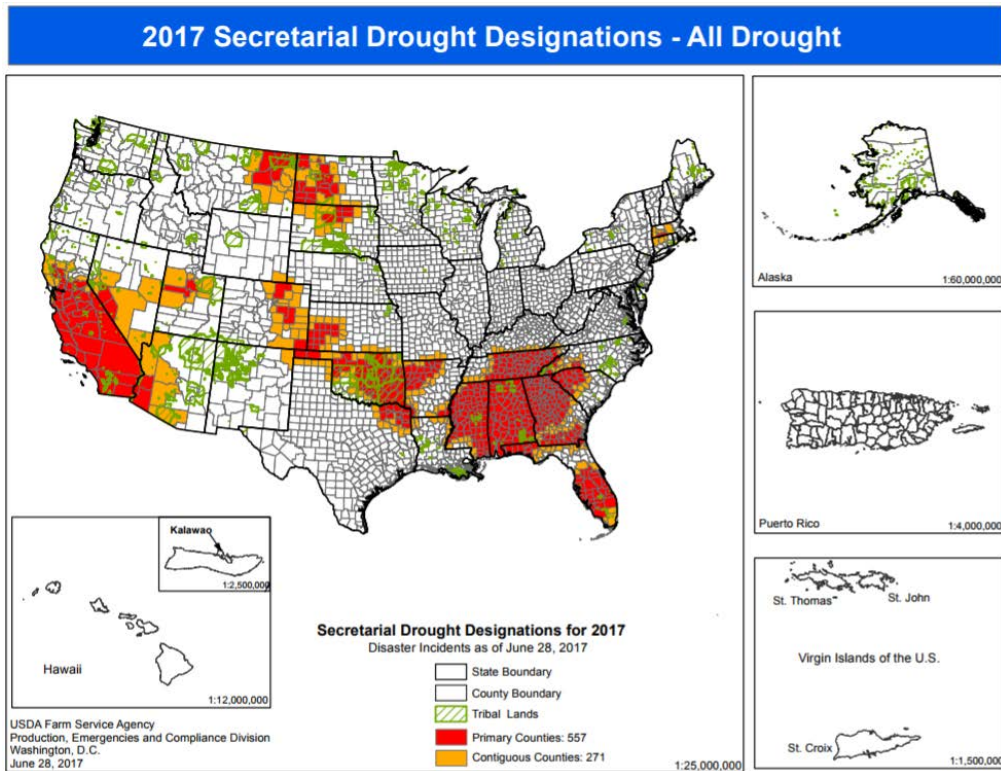 2017 Secretarial Drought Designations - All Drought
Alaska
1:60,000,000
Puerto Rico
1:4,000,000
St. Thomas
St. John
Virgin Islands of the U.S.
St. Croix
1:1,500,000
Kalawao
1:2,500,000
Hawaii
1:12,000,000
Secretarial Drought Designations for 2017
Disaster Incidents as of June 28, 2017
State Boundary
County Boundary
Tribal Lands
Primary Counties: 557
Contiguous Counties: 271
1:25,000,000
USDA Farm Service Agency
Production, Emergencies and Compliance Division
Washington, D.C.
June 28, 2017